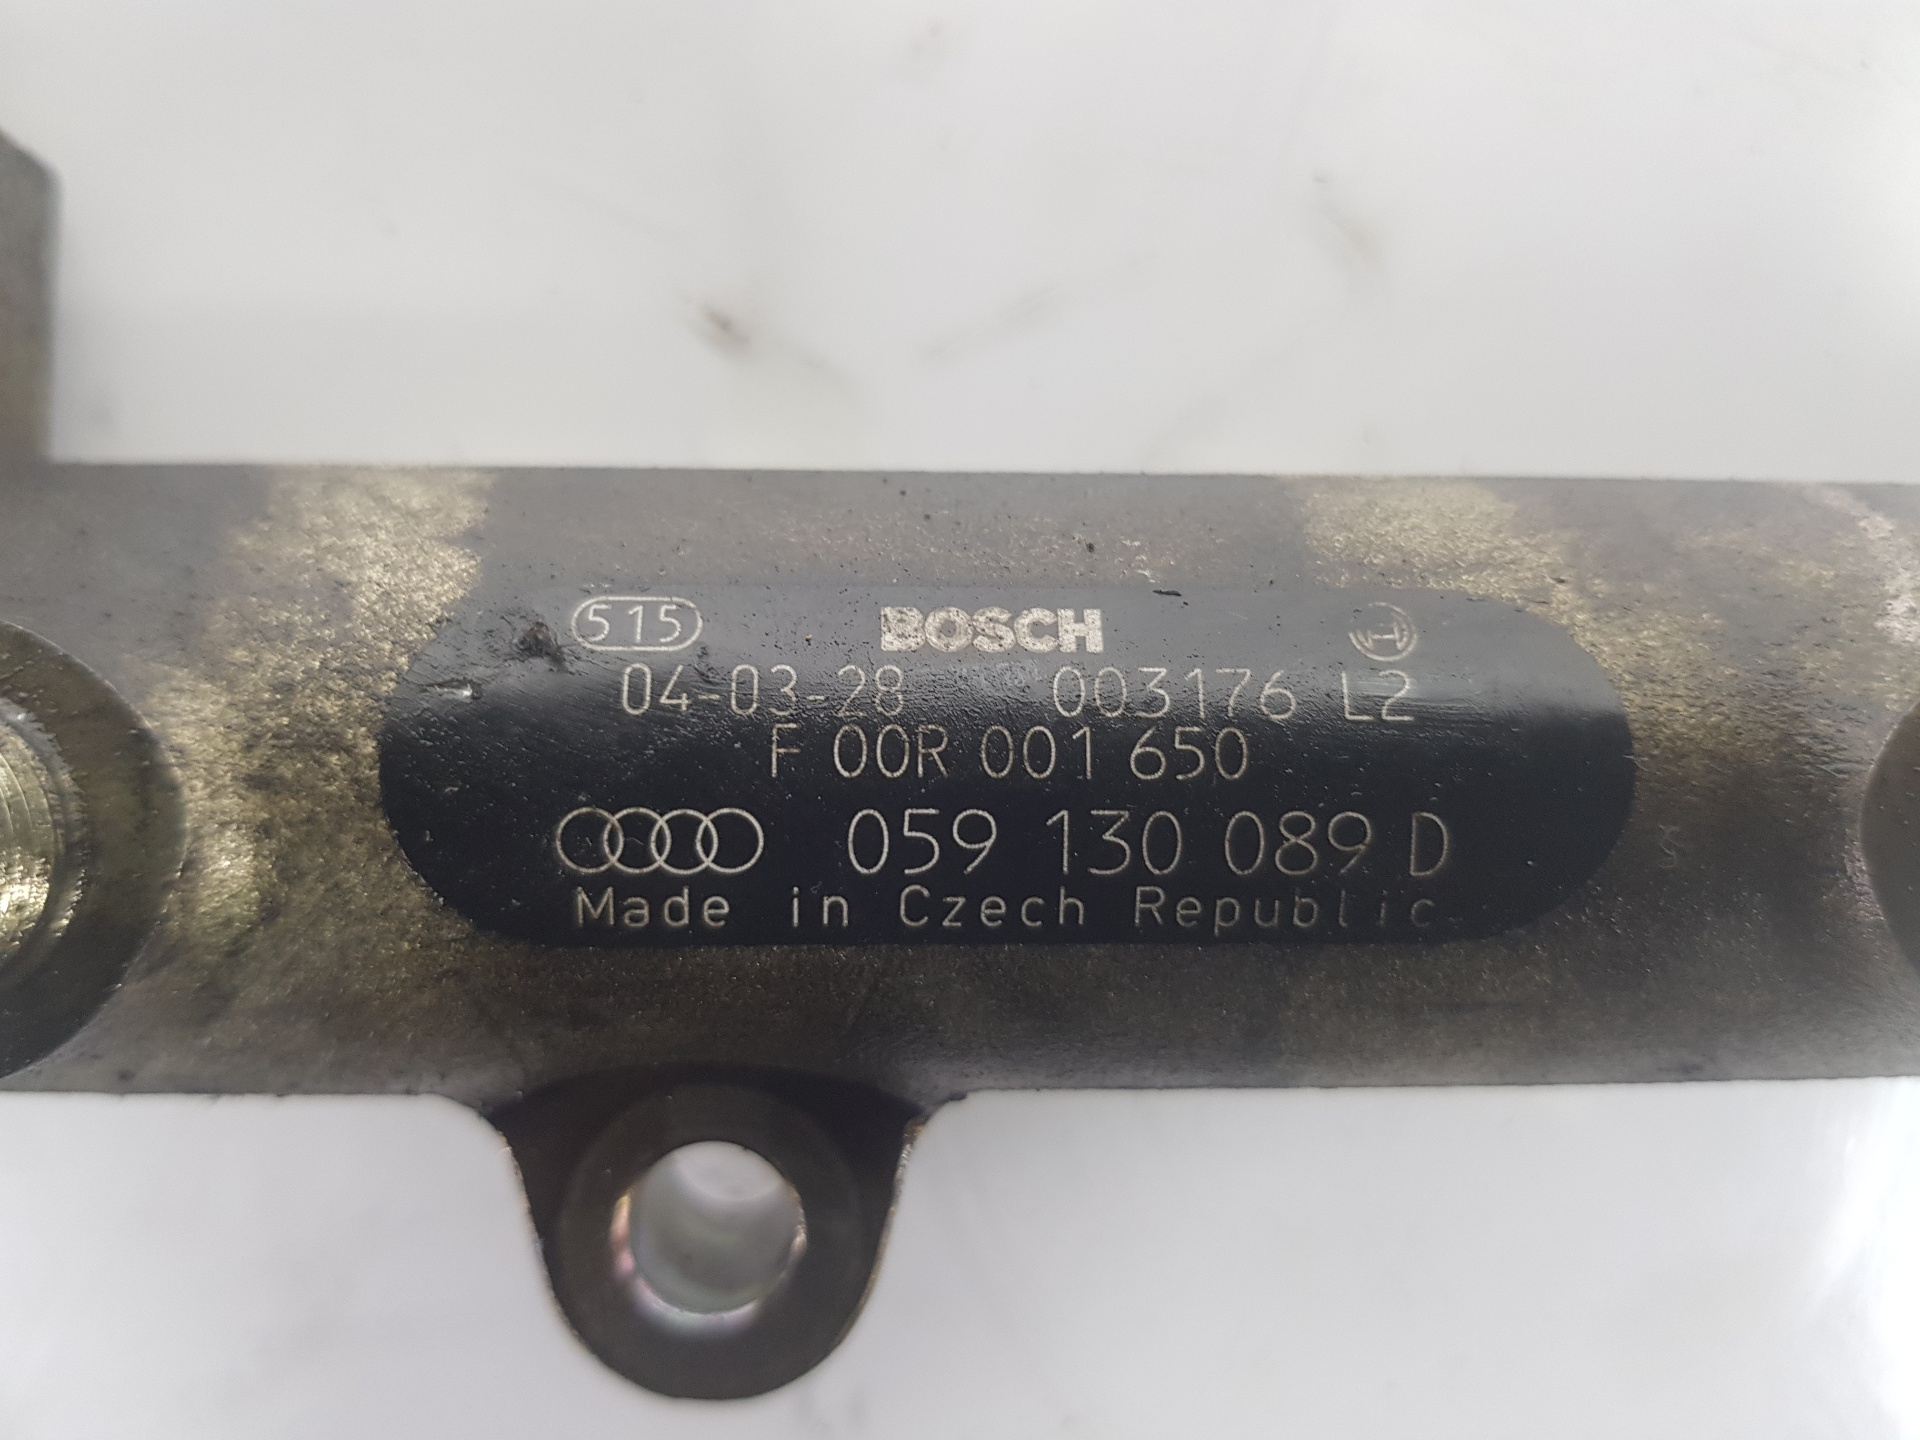 515 BOSCH
04-03-28 003176 L2
F 00R 001 650
059 130 089 D
Made in Czech Republic